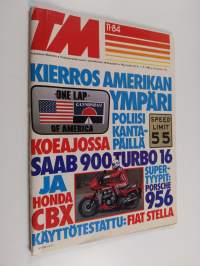 TM
11·84
KIERROS AMERIKAN
YMPÄRI
ONE LAP
OF AMERICA
POLIISI
KANTA-
PÄILLÄ
SPEED
LIMIT
55
KOEAJOSSA
SAAB 900 TURBO 16
JA
HONDA
CBX
SUPER-
TYYPIT:
PORSCHE
956
KÄYTTÖTESTATTU: FIAT STELLA